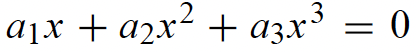 a₁x + a₂x² + a₃x³ = 0